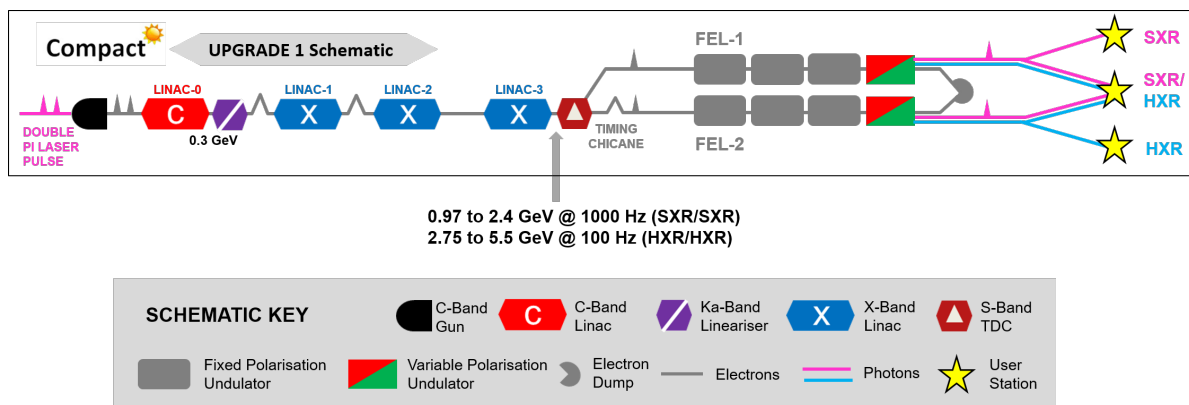 Compact
UPGRADE 1 Schematic
FEL-1
SXR
LINAC-0
LINAC-1
LINAC-2
LINAC-3
SXR/
HXR
C
X
X
X
DOUBLE
PI LASER
PULSE
0.3 GeV
TIMING
CHICANE
FEL-2
HXR
0.97 to 2.4 GeV @ 1000 Hz (SXR/SXR)
2.75 to 5.5 GeV @ 100 Hz (HXR/HXR)
SCHEMATIC KEY
C-Band
Gun
C
C-Band
Linac
Ka-Band
Lineariser
X
X-Band
Linac
S-Band
TDC
Fixed Polarisation
Undulator
Variable Polarisation
Undulator
Electron
Dump
Electrons
Photons
User
Station